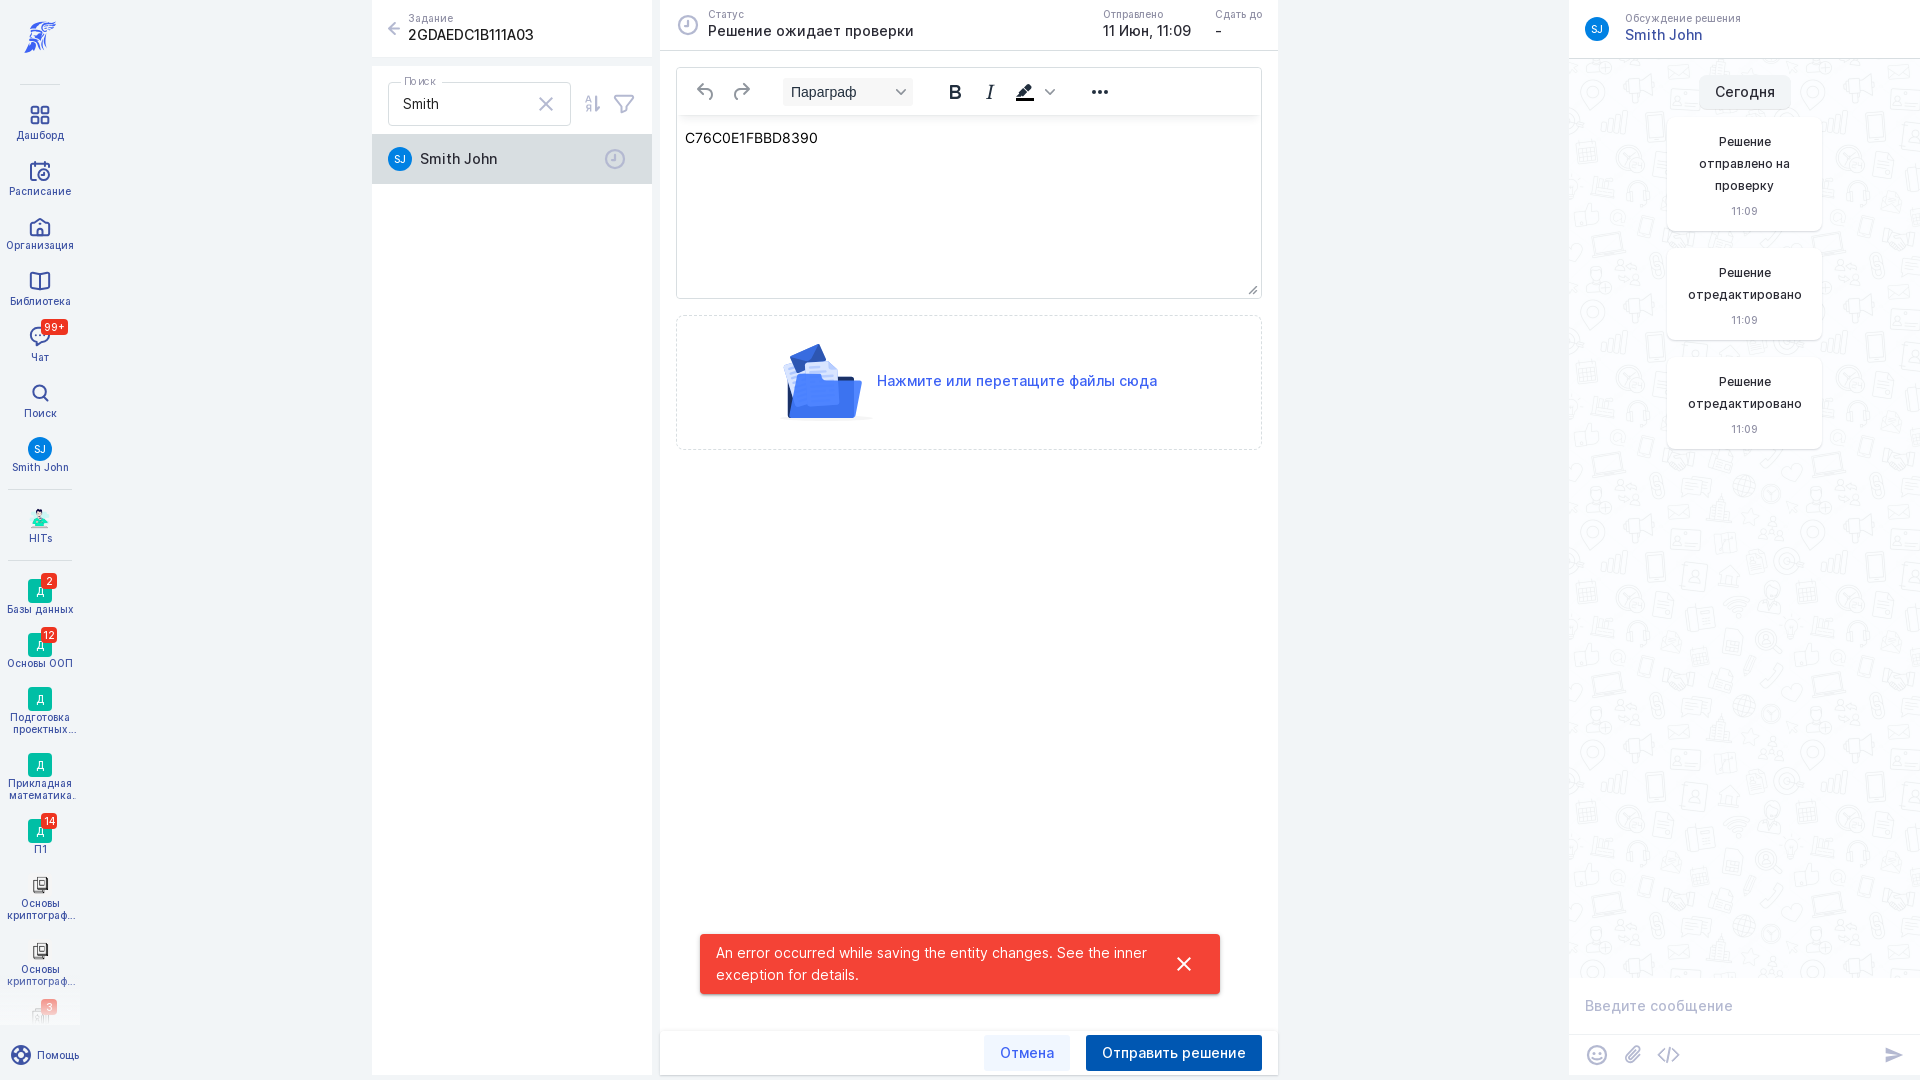 Дашборд
Расписание
Организация
Библиотека
99+
Чат
Поиск
SJ
Smith John
HITs
2
Д
Базы данных
12
Д
Основы ООП
Д
Подготовка
проектных...
Д
Прикладная
математика.
14
Д
П1
Основы
криптограф...
Основы
криптограф...
3
Помощь
Задание
2GDAEDC1B111A03
Поиск
Smith
SJ
Smith John
Статус
Решение ожидает проверки
Отправлено
11 Июн, 11:09
Сдать до
-
Параграф
C76C0E1FBBD8390
Нажмите или перетащите файлы сюда
An error occurred while saving the entity changes. See the inner
exception for details.
Отмена
Отправить решение
SJ
Обсуждение решения
Smith John
Сегодня
Решение
отправлено на
проверку
11:09
Решение
отредактировано
11:09
Решение
отредактировано
11:09
Введите сообщение